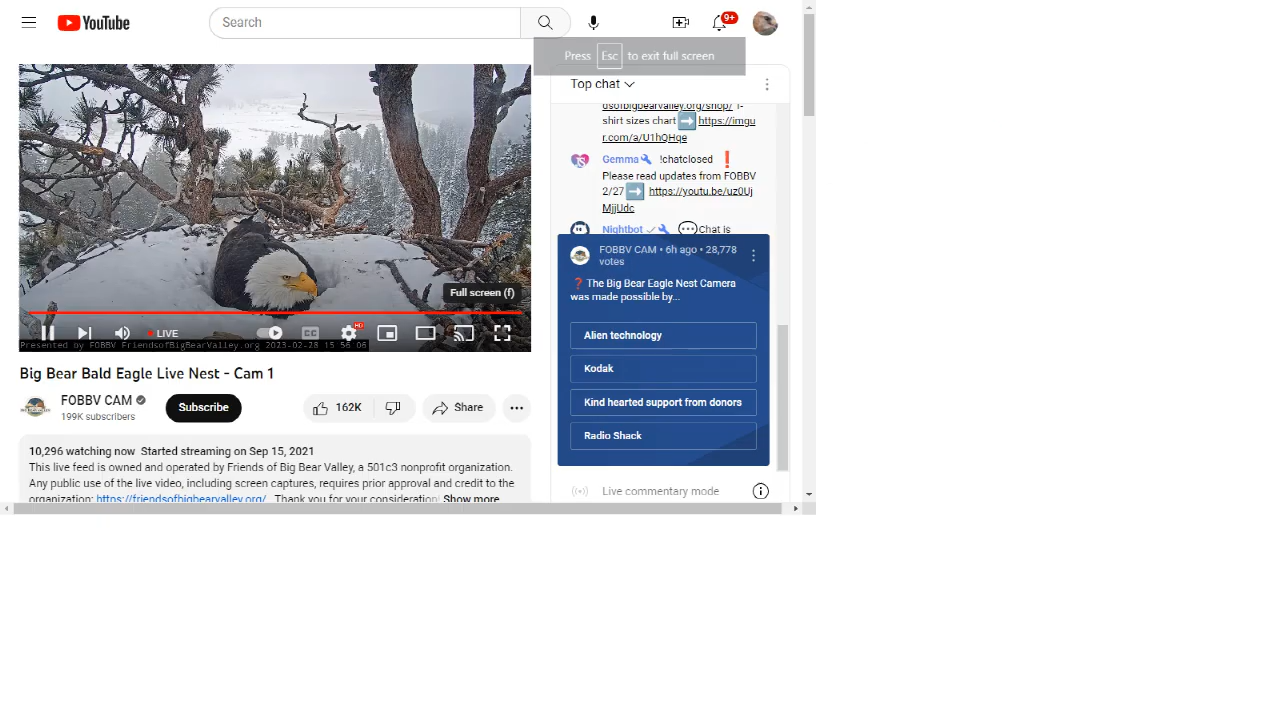 YouTube
Search
9+
Press Esc to exit full screen
Top chat
dsofbigbearvalley.org/shop/ T-
shirt sizes chart ➡️ https://imgu
r.com/a/U1hQHqe
Gemma !chatclosed ❗
Please read updates from FOBBV
2/27 ➡️ https://youtu.be/uz0Uj
MjjUdc
Nightbot Chat is
FOBBV CAM • 6h ago • 28,778
votes
❓The Big Bear Eagle Nest Camera
was made possible by...
Alien technology
Kodak
Kind hearted support from donors
Radio Shack
Live commentary mode
Full screen (f)
LIVE
CC
HD
Presented by FOBBV FriendsofBigBearValley.org 2023-02-28 15 56 06
Big Bear Bald Eagle Live Nest - Cam 1
FOBBV CAM
199K subscribers
Subscribe
162K
Share
10,296 watching now Started streaming on Sep 15, 2021
This live feed is owned and operated by Friends of Big Bear Valley, a 501c3 nonprofit organization.
Any public use of the live video, including screen captures, requires prior approval and credit to the
organization: https://friendsofbigbearvalley.org/ . Thank you for your consideration! Show more